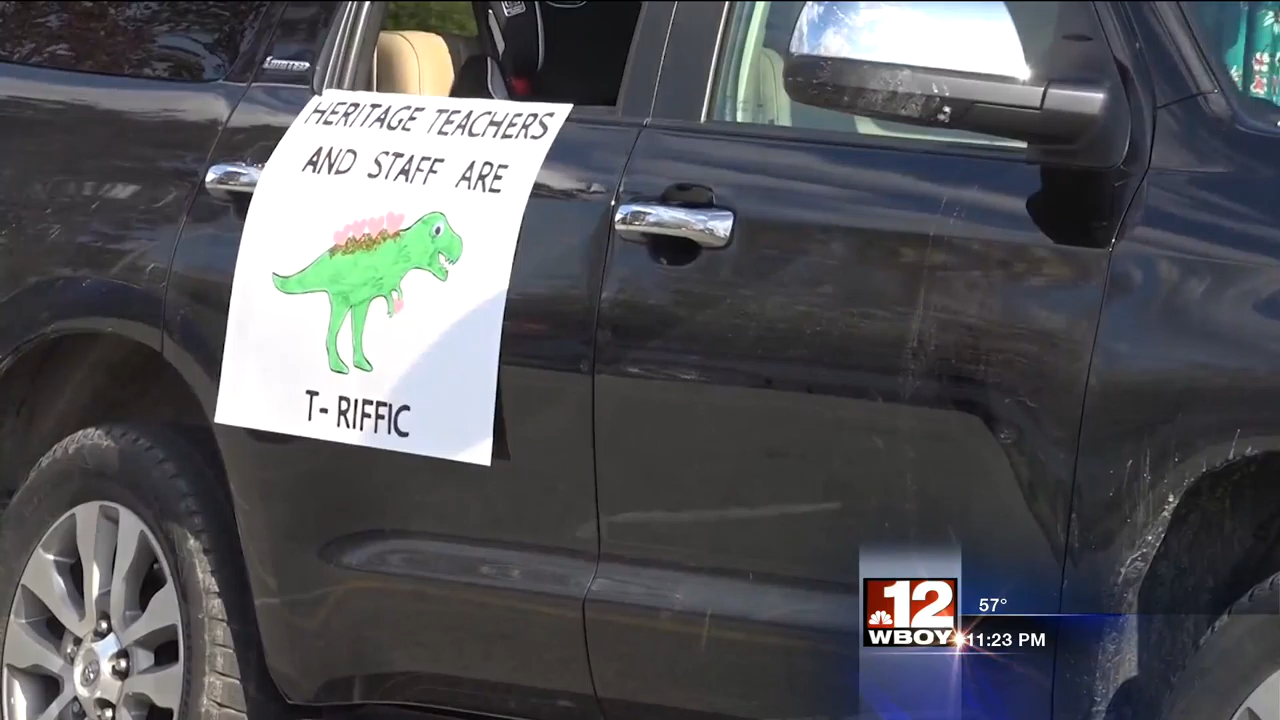 LIMITED
HERITAGE TEACHERS
AND STAFF ARE
T-RIFFIC
12
WBOY
57°
11:23 PM